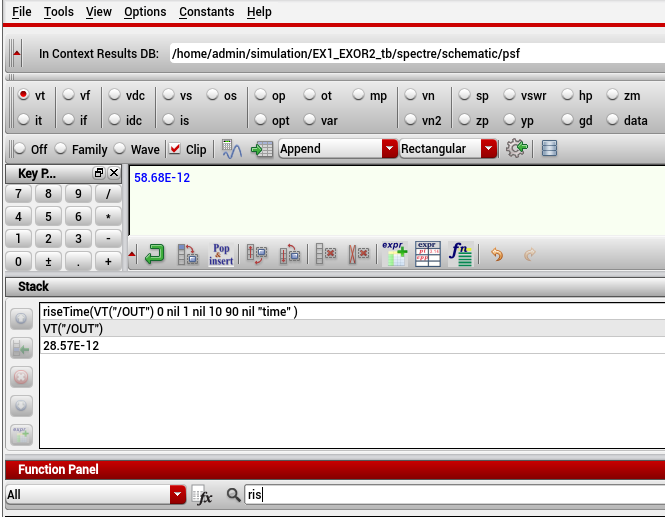 File Tools View Options Constants Help
In Context Results DB: /home/admin/simulation/EX1_EXOR2_tb/spectre/schematic/psf
vt vf vdc vs os op ot mp vn sp vswr hp zm
it if idc is opt var vn2 zp yp gd data
Off Family Wave Clip Append Rectangular
Key P...
7 8 9 /
4 5 6 *
1 2 3 -
0 ± . +
58.68E-12
Pop & insert
expr
expr
fn
Stack
riseTime(VT("/OUT") 0 nil 1 nil 10 90 nil "time" )
VT("/OUT")
28.57E-12
expr
Function Panel
All fx ris